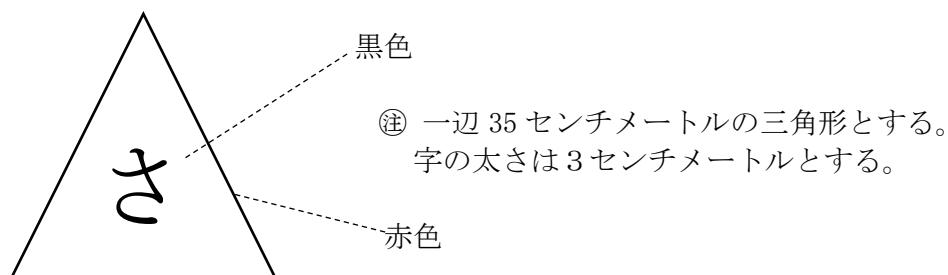 黒色
㊟ 一辺 35 センチメートルの三角形とする。
字の太さは3センチメートルとする。
さ
赤色